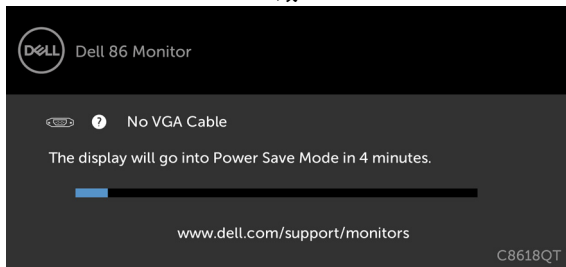 DELL
Dell 86 Monitor
? No VGA Cable
The display will go into Power Save Mode in 4 minutes.
www.dell.com/support/monitors
C8618QT